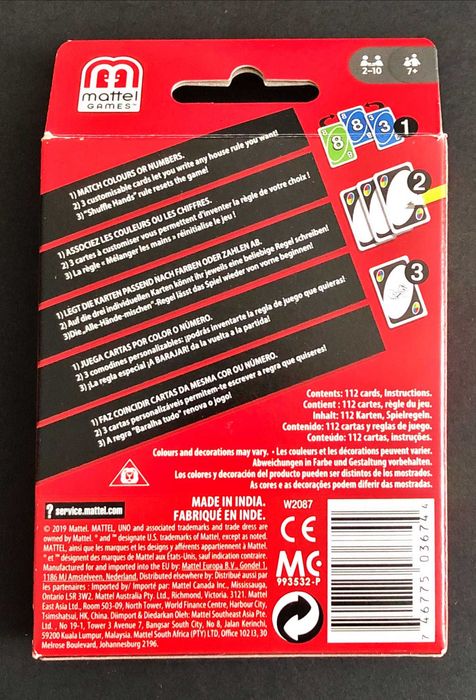 mattel
GAMES™
2-10
7+
1) MATCH COLOURS OR NUMBERS.
2) 3 customisable cards let you write any house rule you want!
3) "Shuffle Hands" rule resets the game!
1) ASSOCIEZ LES COULEURS OU LES CHIFFRES.
2) 3 cartes à customiser vous permettent d'inventer la règle de votre choix !
3) La règle « Mélanger les mains » réinitialise le jeu !
1) LEGT DIE KARTEN PASSEND NACH FARBEN ODER ZAHLEN AB.
2) Auf die drei individuellen Karten könnt ihr jeweils eine beliebige Regel schreiben!
3)Die „Alle-Hände-mischen"-Regel lässt das Spiel wieder von vorne beginnen!
1) JUEGA CARTAS POR COLOR O NÚMERO.
2) 3 comodines personalizables: ¡podrás inventarte la regla de juego que quieras!
3) ¡La regla especial ¡A BARAJAR! da la vuelta a la partida!
1) FAZ COINCIDIR CARTAS DA MESMA COR OU NÚMERO.
2) 3 cartas personalizáveis permitem-te escrever a regra que quiseres!
3) A regra "Baralha tudo" renova o jogo!
8
8
3
1
2
3
Contents: 112 cards, instructions.
Contient : 112 cartes, règle du jeu.
Inhalt: 112 Karten, Spielregeln.
Contenido: 112 cartas y reglas de juego.
Conteúdo: 112 cartas, instruções.
Colours and decorations may vary. • Les couleurs et les décorations peuvent varier.
Abweichungen in Farbe und Gestaltung vorbehalten.
Los colores y decoración del producto pueden ser distintos de los mostrados.
As cores e as decorações podem diferir das mostradas.
? service.mattel.com
MADE IN INDIA.
FABRIQUÉ EN INDE.
W2087
© 2019 Mattel. MATTEL, UNO and associated trademarks and trade dress are
owned by Mattel. ® and ™ designate U.S. trademarks of Mattel, except as noted.
MATTEL, ainsi que les marques et les designs y afférents appartiennent à Mattel.
® et ™ désignent des marques de Mattel aux États-Unis, sauf indication contraire.
Manufactured for and imported into the EU by: Mattel Europa B.V., Gondel 1,
1186 MJ Amstelveen, Nederland. Distributed elsewhere by: Distribué aussi par
les partenaires : Imported by/ Importé par: Mattel Canada Inc., Mississauga,
Ontario L5R 3W2. Mattel Pty. Ltd., Richmond, Victoria. 3121. Mattel
East Asia Ltd., Room 503-09, North Tower, World Finance Centre, Harbour City,
Tsimshatsui, HK, China. Diimport & Diedarkan Oleh: Mattel Southeast Asia Pte.
Ltd., No 19-1, Tower 3 Avenue 7, Bangsar South City, No 8, Jalan Kerinchi,
59200 Kuala Lumpur, Malaysia. Mattel South Africa (PTY) LTD, Office 102 I3, 30
Melrose Boulevard, Johannesburg 2196.
CE
MC
993532-P
7 46775 03674 4